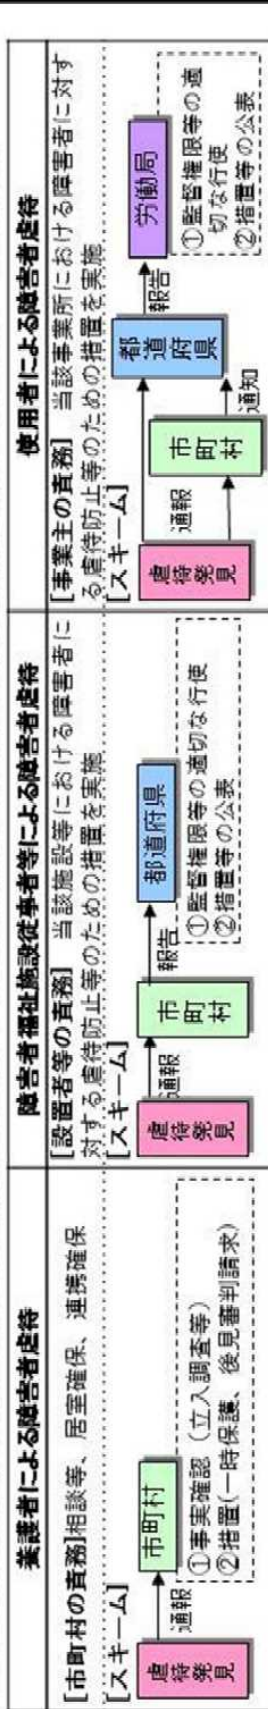 養護者による障害者虐待
[市町村の責務]相談等、居室確保、連携確保
[スキーム]
虐待発見
通報
市町村
①事実確認（立入調査等）
②措置（一時保護、後見審判請求）
障害者福祉施設従事者等による障害者虐待
[設置者等の責務] 当該施設等における障害者に
対する虐待防止等のための措置を実施
[スキーム]
虐待発見
通報
市町村
報告
都道府県
①監督権限等の適切な行使
②措置等の公表
使用者による障害者虐待
[事業主の責務] 当該事業所における障害者に対す
る虐待防止等のための措置を実施
[スキーム]
虐待発見
通報
市町村
通知
都道府県
報告
労働局
①監督権限等の適
切な行使
②措置等の公表